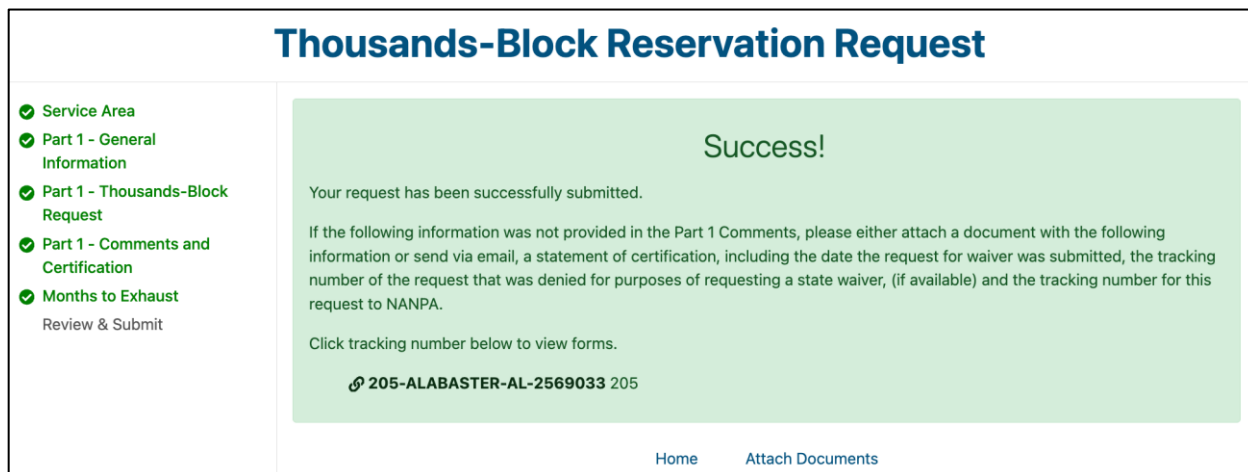 Thousands-Block Reservation Request
Service Area
Part 1 - General
Information
Part 1 - Thousands-Block
Request
Part 1 - Comments and
Certification
Months to Exhaust
Review & Submit
Success!
Your request has been successfully submitted.
If the following information was not provided in the Part 1 Comments, please either attach a document with the following
information or send via email, a statement of certification, including the date the request for waiver was submitted, the tracking
number of the request that was denied for purposes of requesting a state waiver, (if available) and the tracking number for this
request to NANPA.
Click tracking number below to view forms.
205-ALABASTER-AL-2569033 205
Home Attach Documents